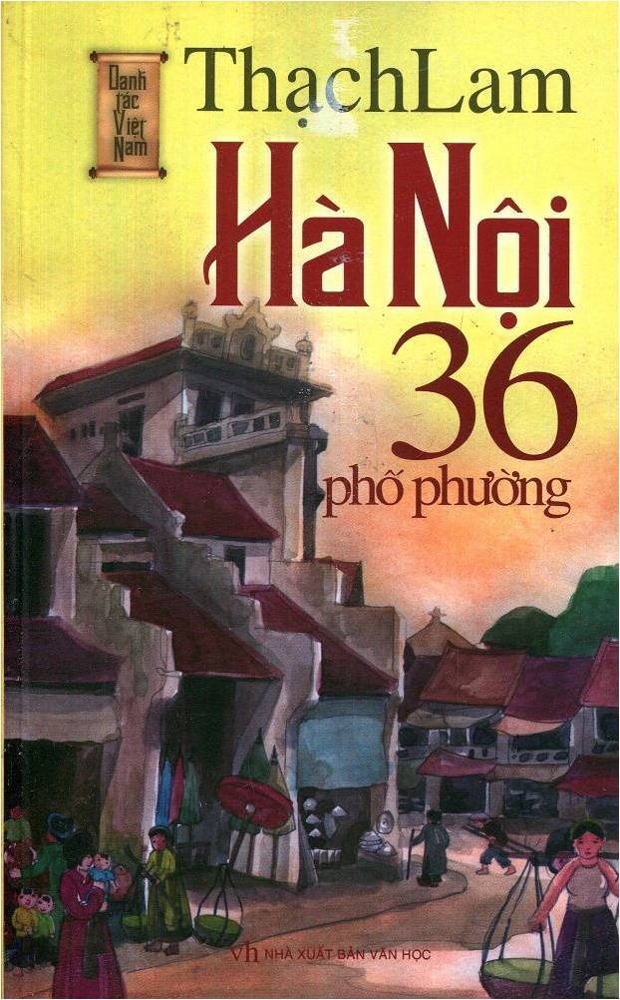 Danh
tác
Việt
Nam
ThạchLam
Hà Nội
36
phố phường
vh NHÀ XUẤT BẢN VĂN HỌC